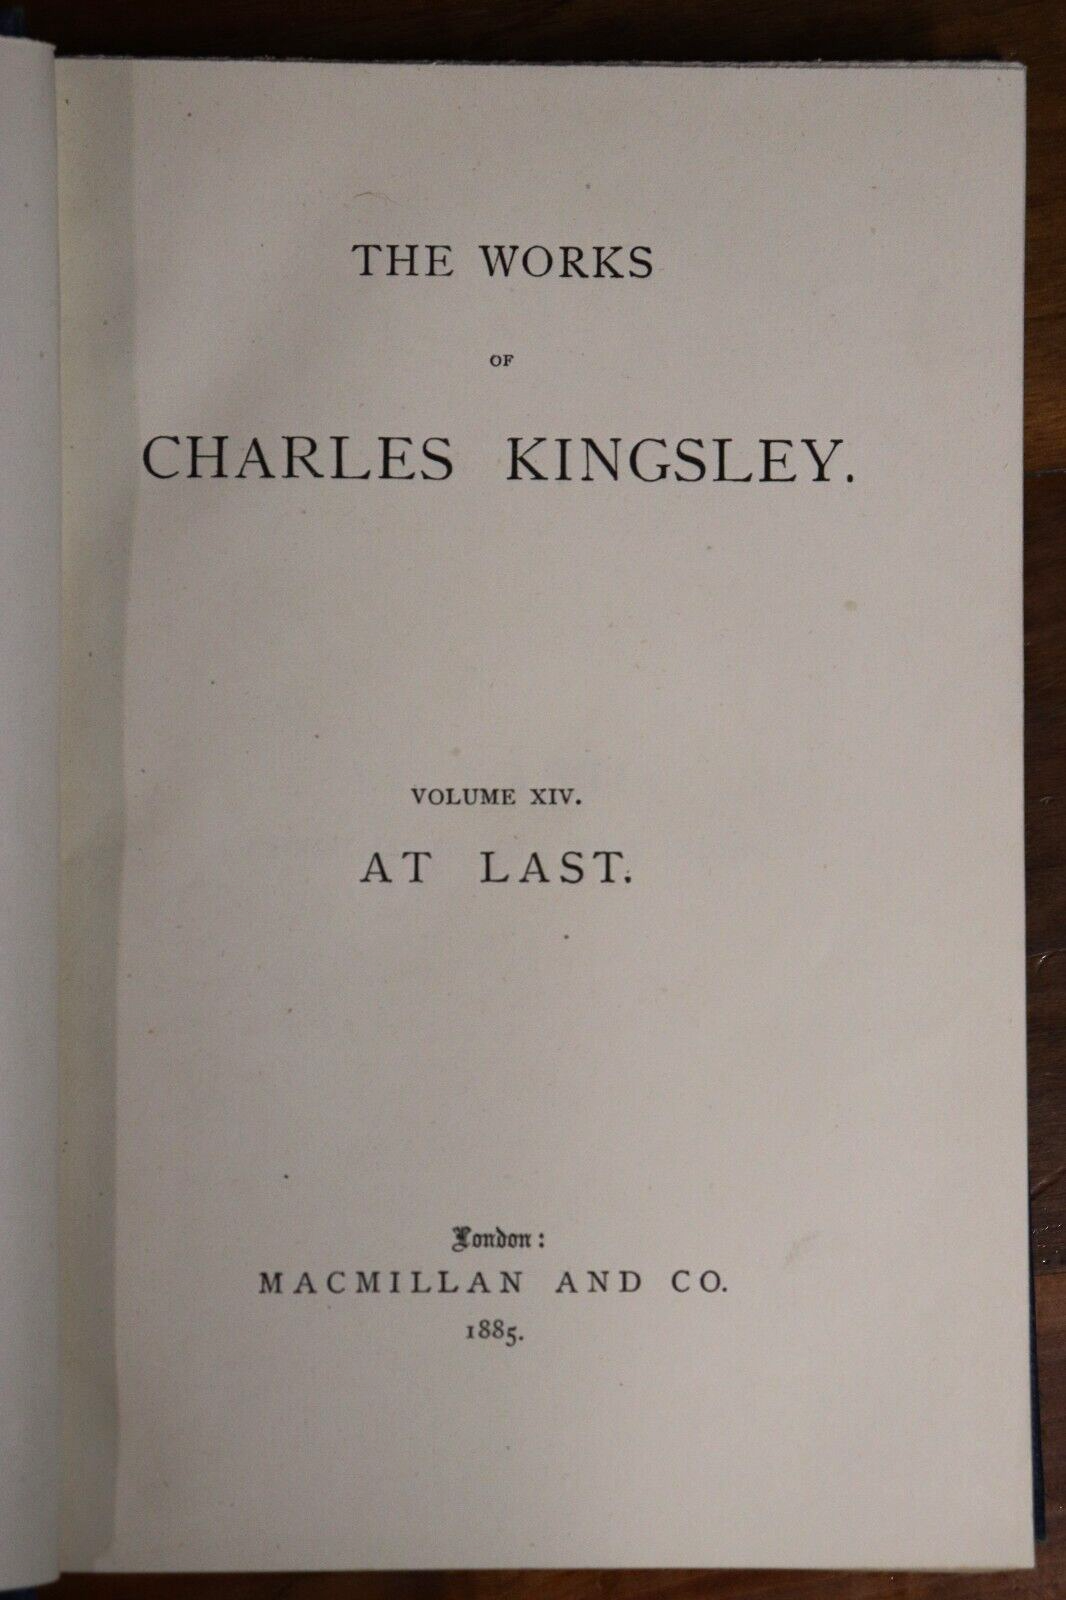 THE WORKS
OF
CHARLES KINGSLEY.
VOLUME XIV.
AT LAST.
London:
MACMILLAN AND CO.
1885.